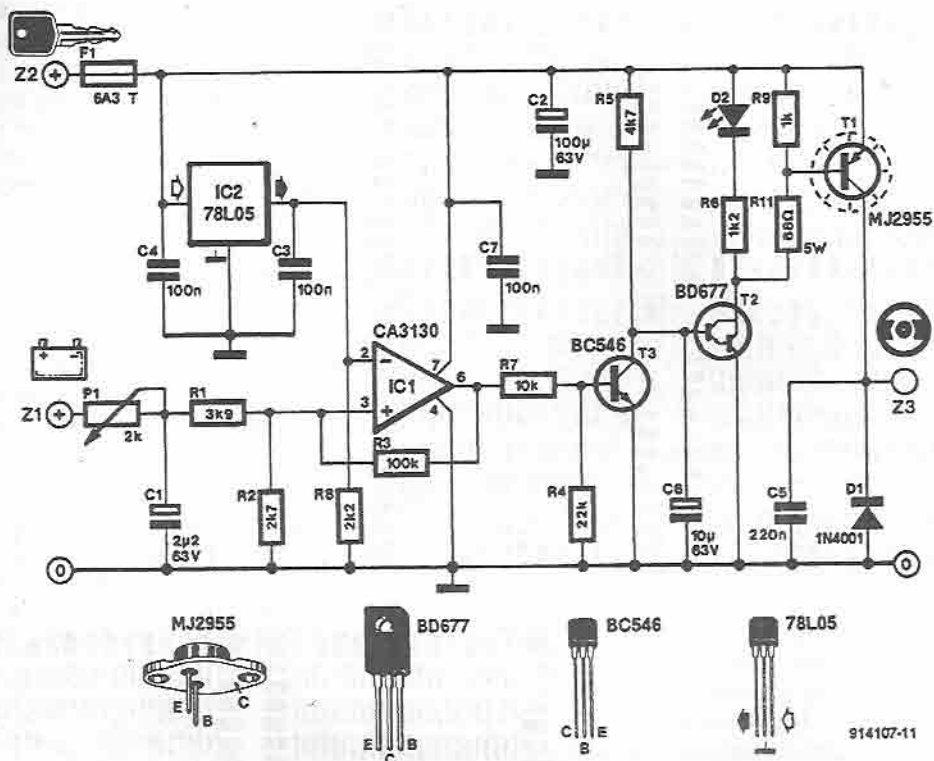 F1
Z2
6A3 T
IC2
78L05
C4
100n
C3
100n
C7
100n
C2
100µ
63V
R5
4k7
D2
R9
1k
T1
R6
1k2
R11
68Ω
5W
MJ2955
BD677
T2
BC546
T3
CA3130
2
3
IC1
7
6
4
R7
10k
Z1
P1
2k
R1
3k9
R3
100k
C1
2µ2
63V
R2
2k7
R8
2k2
R4
22k
C6
10µ
63V
C5
220n
D1
1N4001
Z3
0
0
MJ2955
E
B
C
BD677
E
C
B
BC546
C
B
E
78L05
914107-11